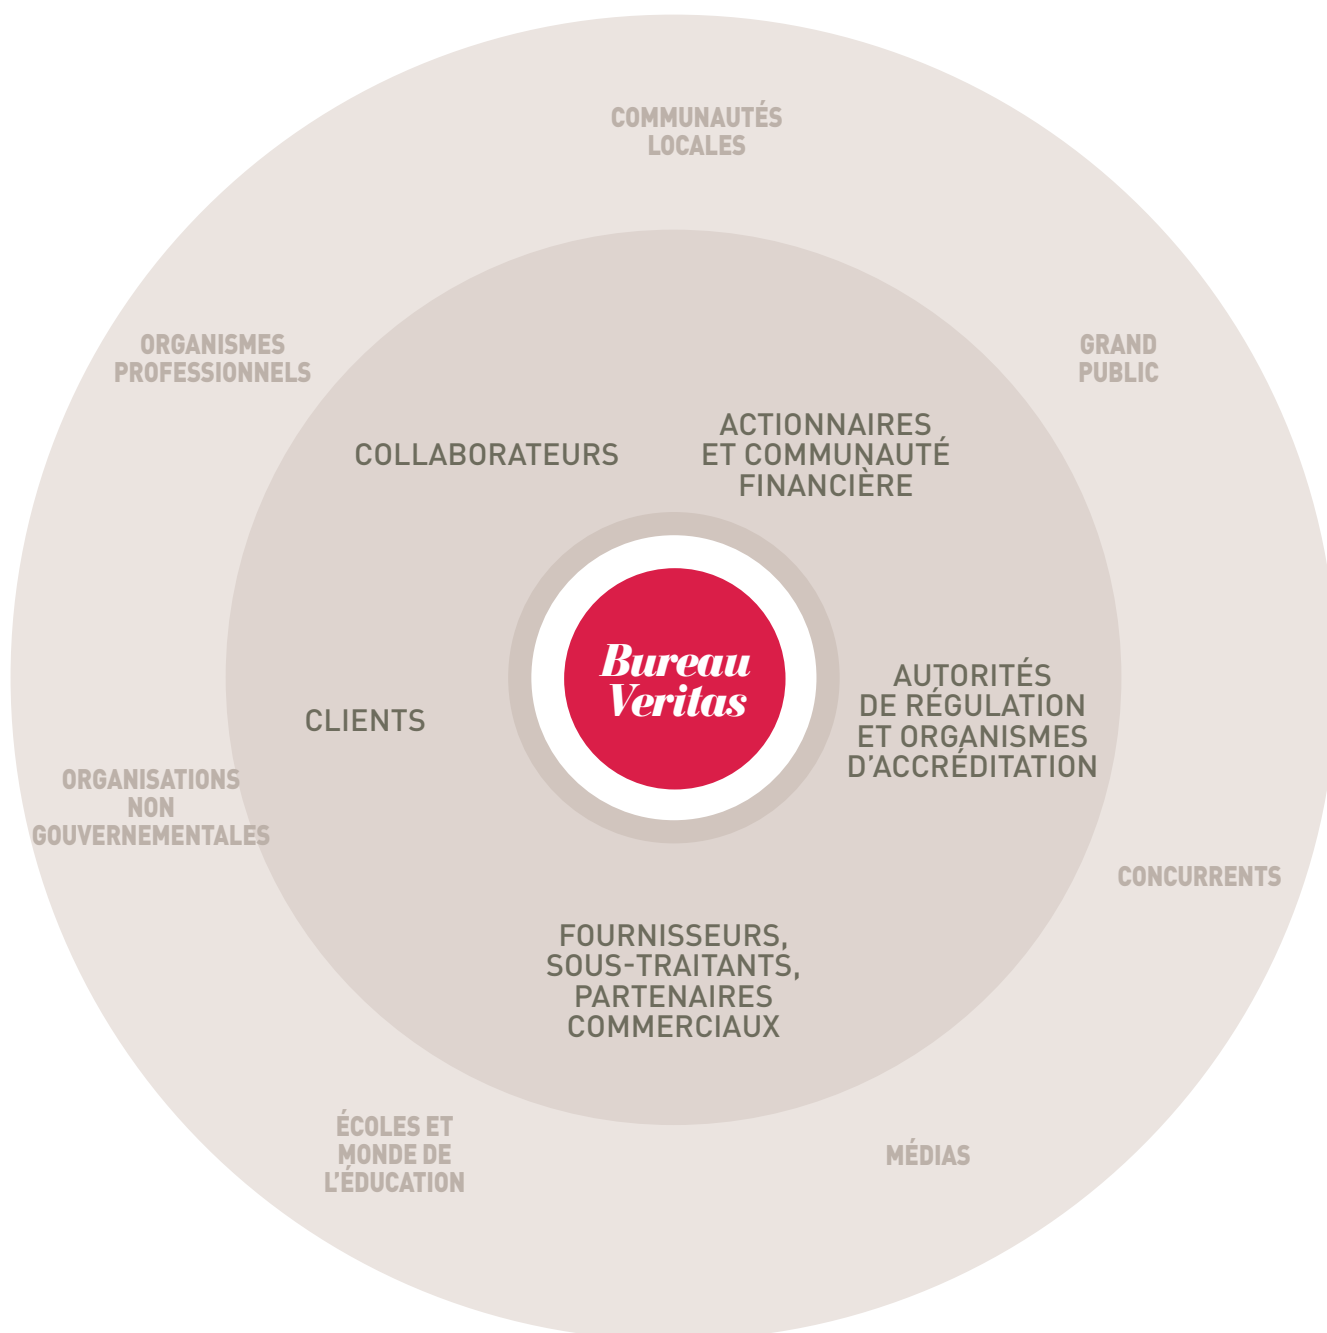 COMMUNAUTÉS
LOCALES
ORGANISMES
PROFESSIONNELS
GRAND
PUBLIC
COLLABORATEURS
ACTIONNAIRES
ET COMMUNAUTÉ
FINANCIÈRE
Bureau
Veritas
CLIENTS
AUTORITÉS
DE RÉGULATION
ET ORGANISMES
D'ACCRÉDITATION
ORGANISATIONS
NON
GOUVERNEMENTALES
CONCURRENTS
FOURNISSEURS,
SOUS-TRAITANTS,
PARTENAIRES
COMMERCIAUX
ÉCOLES ET
MONDE DE
L'ÉDUCATION
MÉDIAS